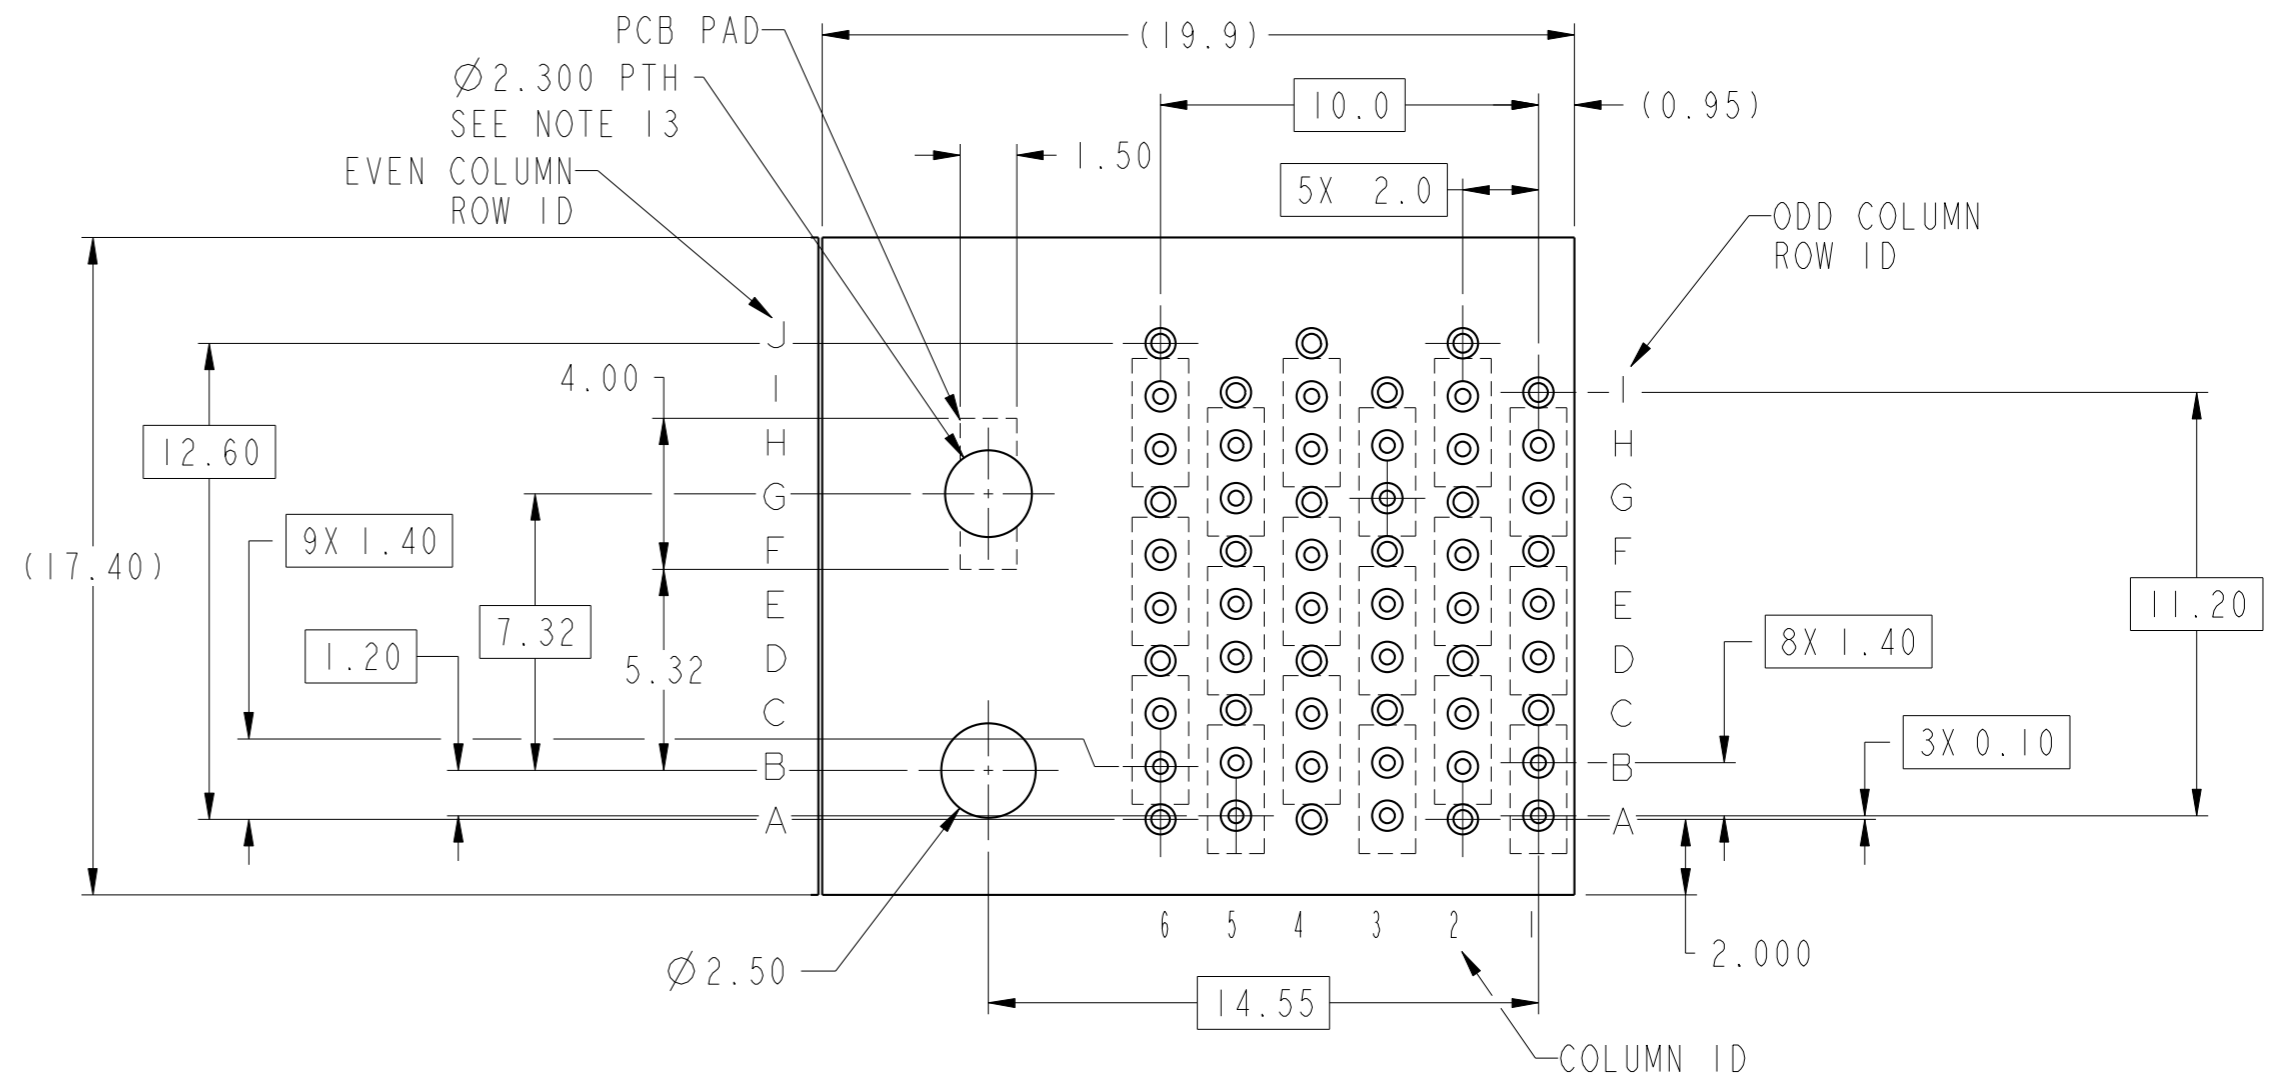 PCB PAD
(19.9)
Ø2.300 PTH
SEE NOTE 13
10.0
(0.95)
EVEN COLUMN
ROW ID
1.50
5X 2.0
ODD COLUMN
ROW ID
J
4.00
I
I
12.60
H
H
G
G
9X 1.40
F
F
(17.40)
E
E
11.20
7.32
8X 1.40
1.20
5.32
D
D
C
C
3X 0.10
B
B
A
A
6 5 4 3 2 1
2.000
Ø2.50
14.55
COLUMN ID